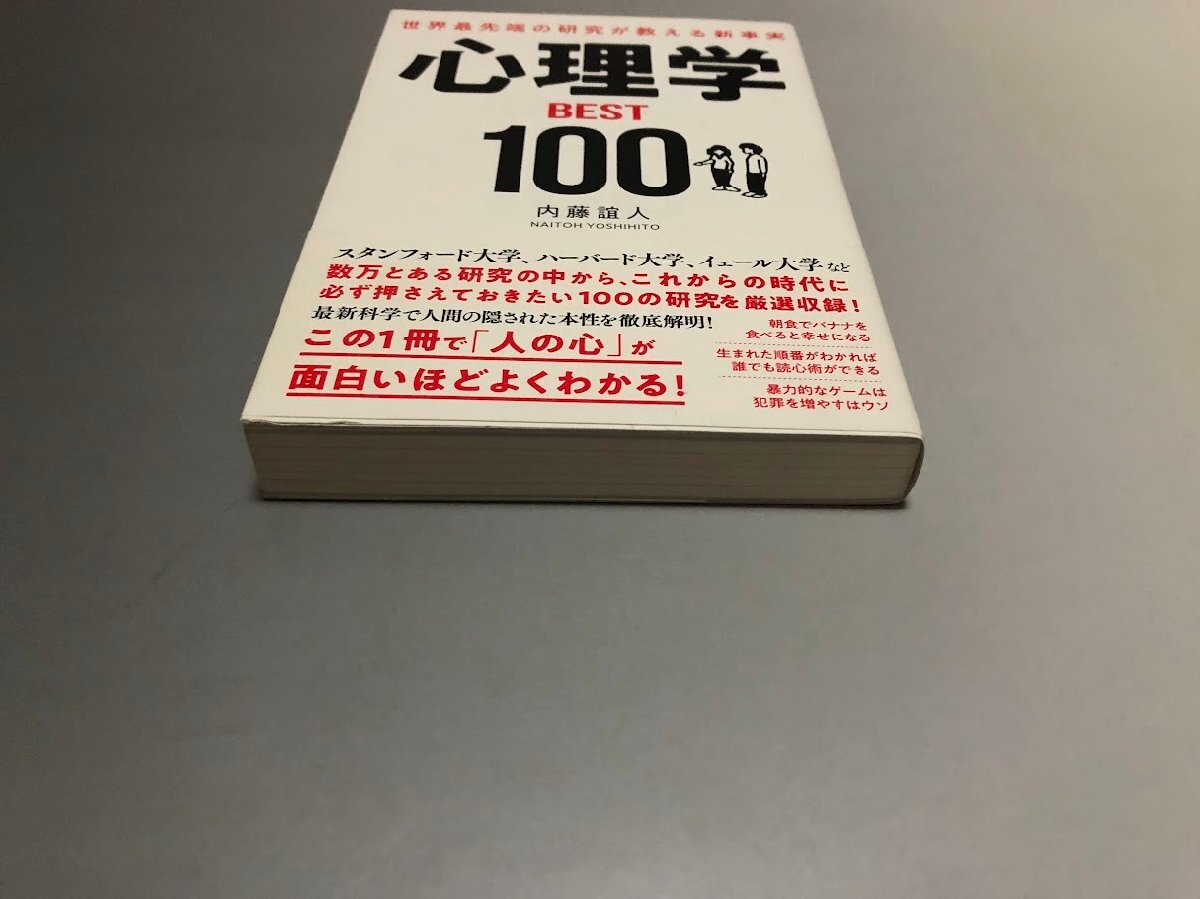 世界最先端の研究が教える新事実
心理学
BEST
100
内藤誼人
NAITOH YOSHIHITO
スタンフォード大学、ハーバード大学、イェール大学など
数万とある研究の中から、これからの時代に
必ず押さえておきたい100の研究を厳選収録!
最新科学で人間の隠された本性を徹底解明!
この1冊で「人の心」が
面白いほどよくわかる!
朝食でバナナを
食べると幸せになる
生まれた順番がわかれば
誰でも読心術ができる
暴力的なゲームは
犯罪を増やすはウソ